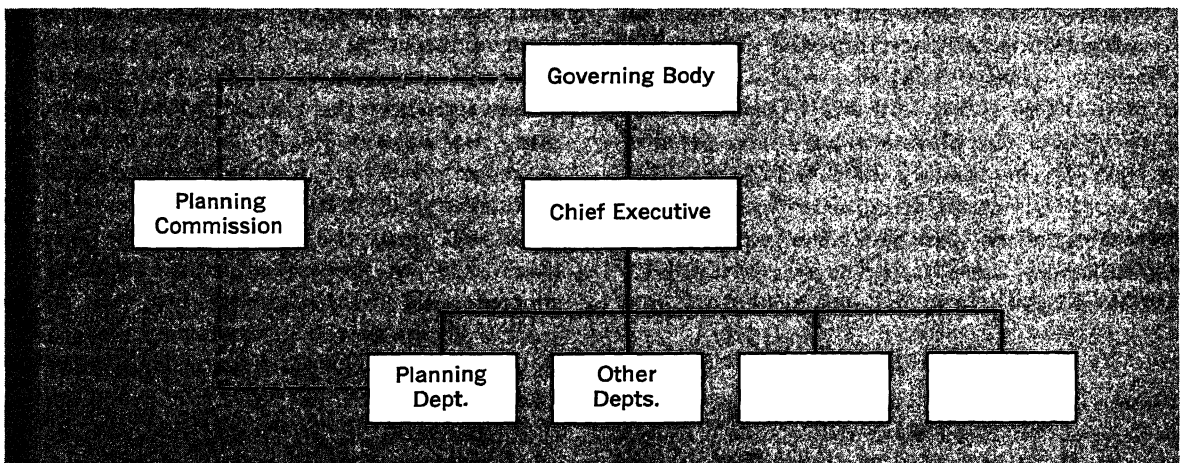 Governing Body
Planning
Commission
Chief Executive
Planning
Dept.
Other
Depts.